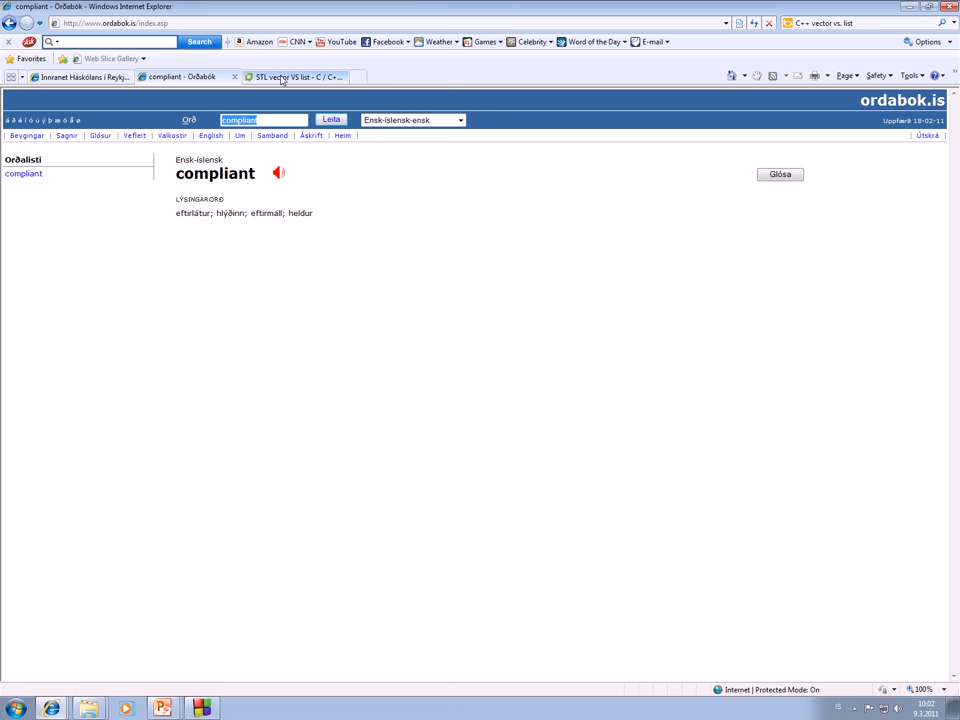 compliant - Orðabók - Windows Internet Explorer
http://www.ordabok.is/index.asp
C++ vector vs. list
Ask Search Amazon CNN YouTube Facebook Weather Games Celebrity Word of the Day E-mail Options
Favorites Web Slice Gallery
Innranet Háskólans í Reykj... compliant - Orðabók STL vector VS list - C / C+... Page Safety Tools
ordabok.is
á ð é í ó ú ý þ æ ö å ø Orð compliant Leita Ensk-íslensk-ensk Uppfærð 18-02-11
| Beygingar | Sagnir | Glósur | Vefleit | Valkostir | English | Um | Samband | Áskrift | Heim | | Útskrá |
Orðalisti
compliant
Ensk-íslensk
compliant
Glósa
LÝSINGARORÐ
eftirlátur; hlýðinn; eftirmáll; heldur
Internet | Protected Mode: On 100%
IS 10:02
9.3.2011